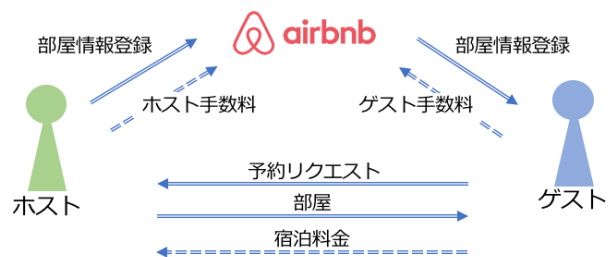 airbnb
部屋情報登録
部屋情報登録
ホスト手数料
ゲスト手数料
予約リクエスト
ホスト
部屋
ゲスト
宿泊料金